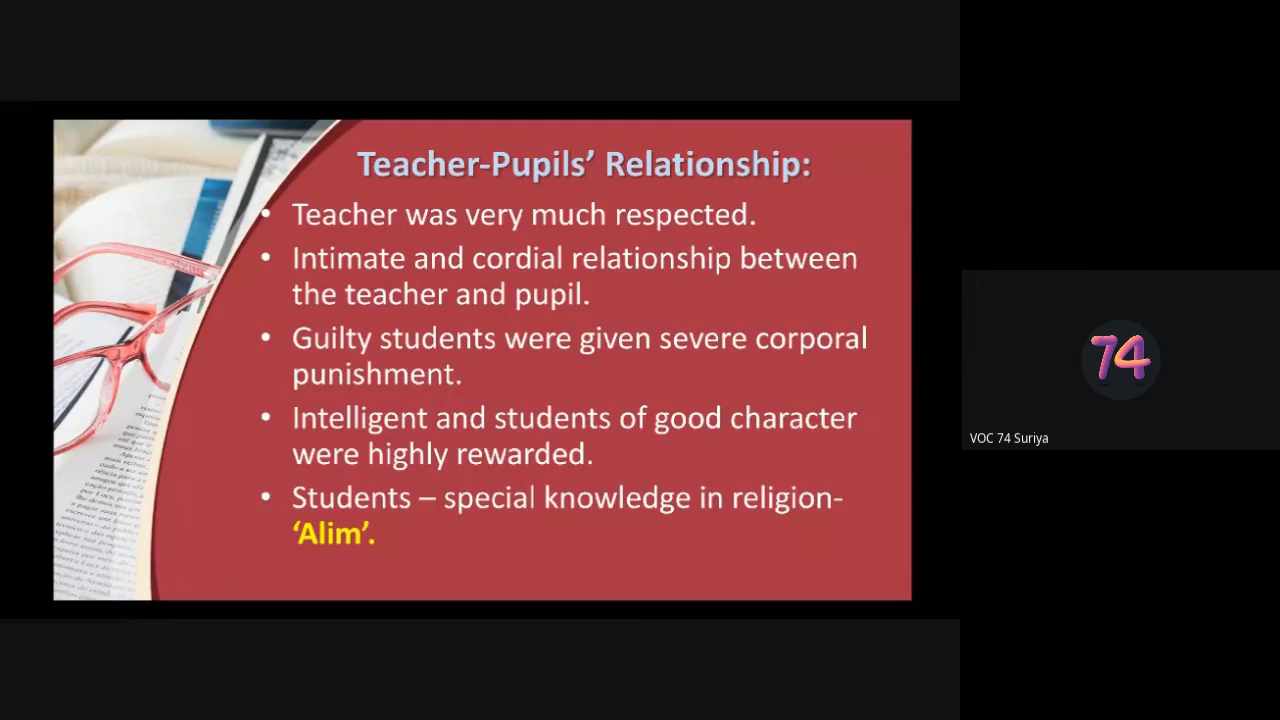 Teacher-Pupils’ Relationship:
• Teacher was very much respected.
• Intimate and cordial relationship between
the teacher and pupil.
• Guilty students were given severe corporal
punishment.
• Intelligent and students of good character
were highly rewarded.
• Students – special knowledge in religion-
‘Alim’.
74
VOC 74 Suriya